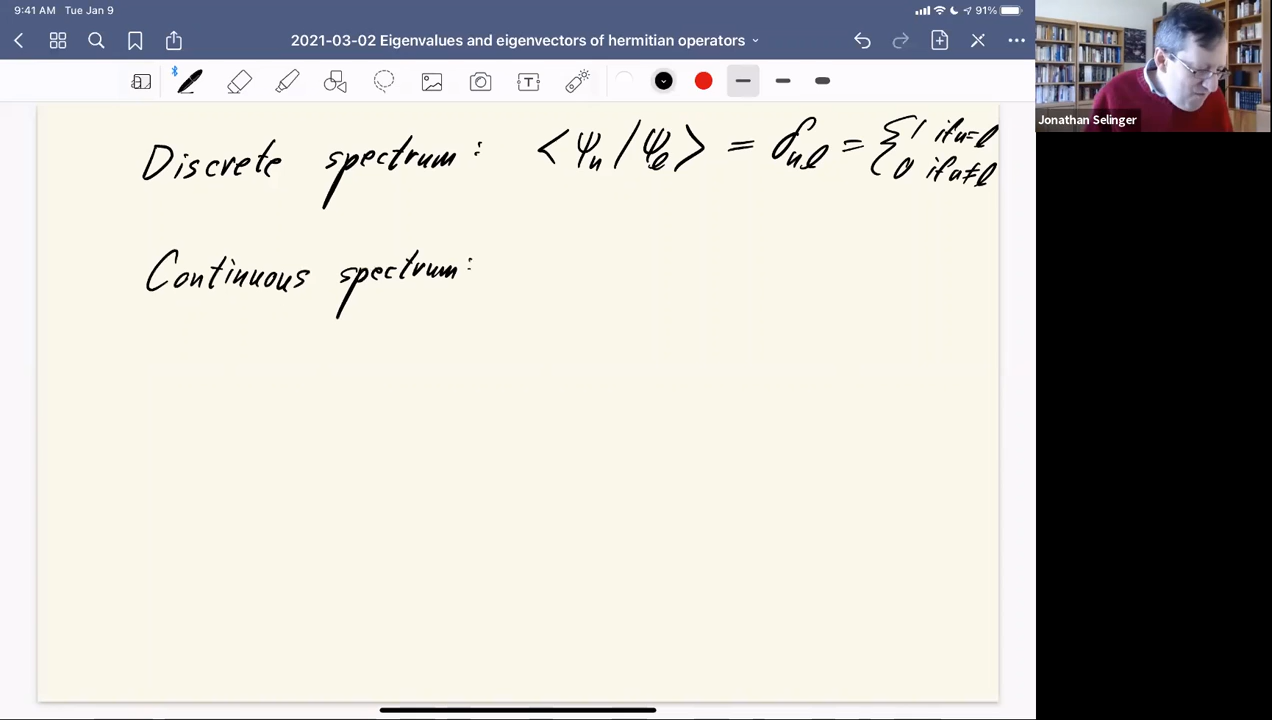 9:41 AM Tue Jan 9
91%
2021-03-02 Eigenvalues and eigenvectors of hermitian operators
Jonathan Selinger
Discrete spectrum: <ψn|ψl> = δnl = { 1 if n=l
0 if n≠l
Continuous spectrum: